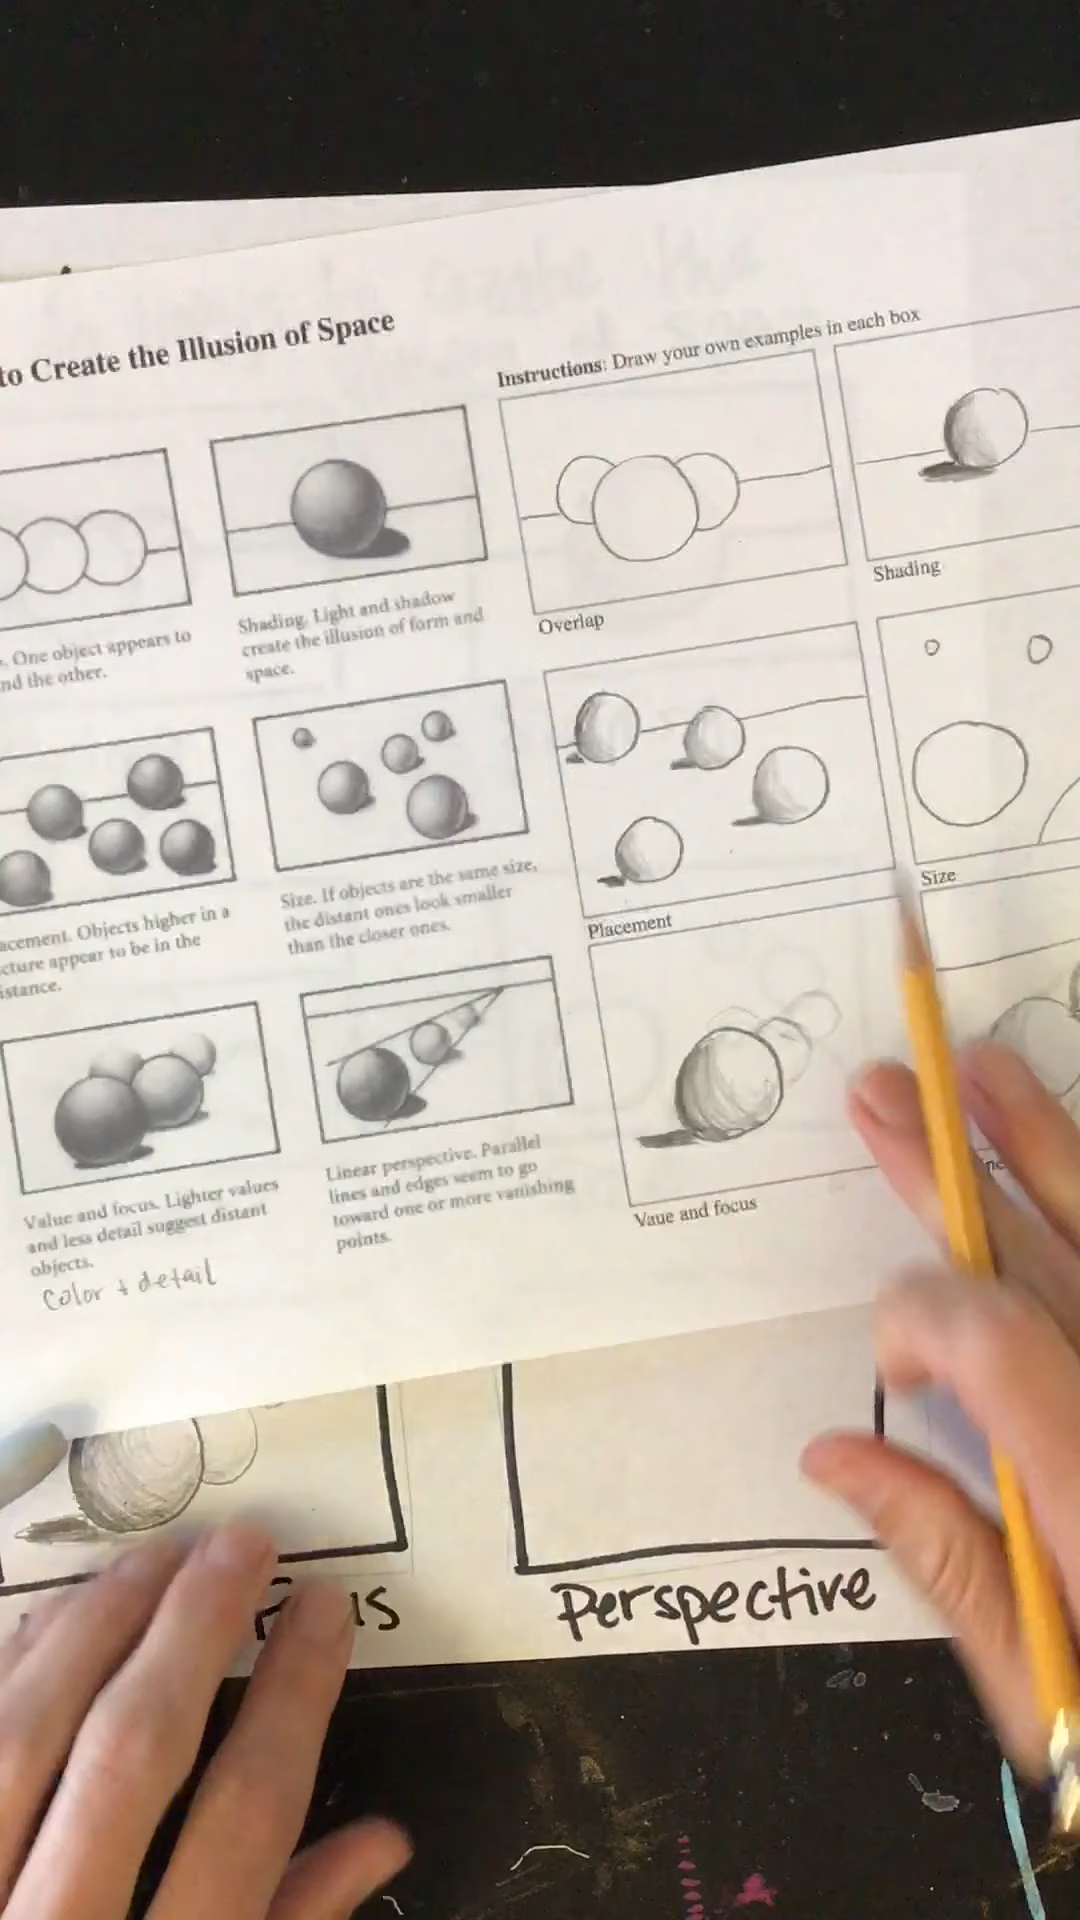 to Create the Illusion of Space
Instructions: Draw your own examples in each box
One object appears to
the other.
Shading. Light and shadow
create the illusion of form and
space.
Overlap
Shading
Objects higher in a
appear to be in the
Size. If objects are the same size,
the distant ones look smaller
than the closer ones.
Placement
Size
Value and focus. Lighter values
and less detail suggest distant
objects.
Color + detail
Linear perspective. Parallel
lines and edges seem to go
toward one or more vanishing
points.
Vaue and focus
Perspective